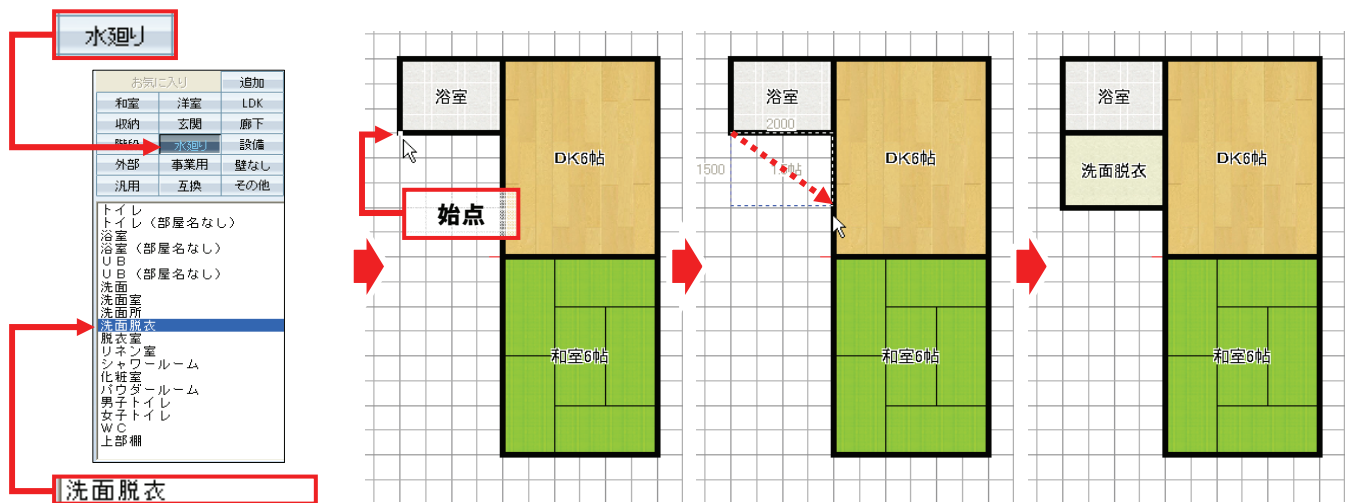 水廻り
お気に入り 追加
和室 洋室 LDK
収納 玄関 廊下
階段 水廻り 設備
外部 事業用 壁なし
汎用 互換 その他
トイレ
トイレ（部屋名なし）
浴室
浴室（部屋名なし）
ＵＢ
ＵＢ（部屋名なし）
洗面
洗面室
洗面所
洗面脱衣
脱衣室
リネン室
シャワールーム
化粧室
パウダールーム
男子トイレ
女子トイレ
ＷＣ
上部棚
洗面脱衣
浴室
DK6帖
始点
和室6帖
浴室
2000
DK6帖
1500
1.5帖
和室6帖
浴室
DK6帖
洗面脱衣
和室6帖